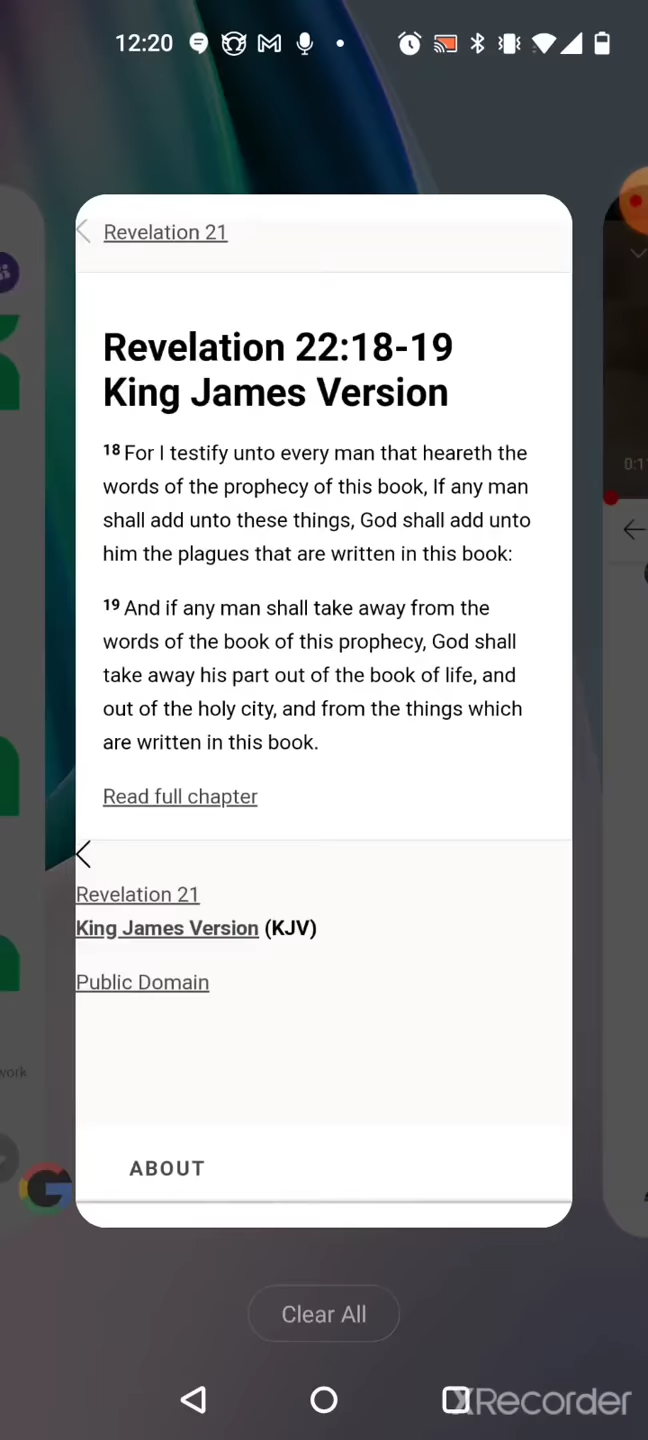 12:20
Revelation 21
Revelation 22:18-19
King James Version
18 For I testify unto every man that heareth the
words of the prophecy of this book, If any man
shall add unto these things, God shall add unto
him the plagues that are written in this book:
19 And if any man shall take away from the
words of the book of this prophecy, God shall
take away his part out of the book of life, and
out of the holy city, and from the things which
are written in this book.
Read full chapter
Revelation 21
King James Version (KJV)
Public Domain
ABOUT
Clear All
XRecorder